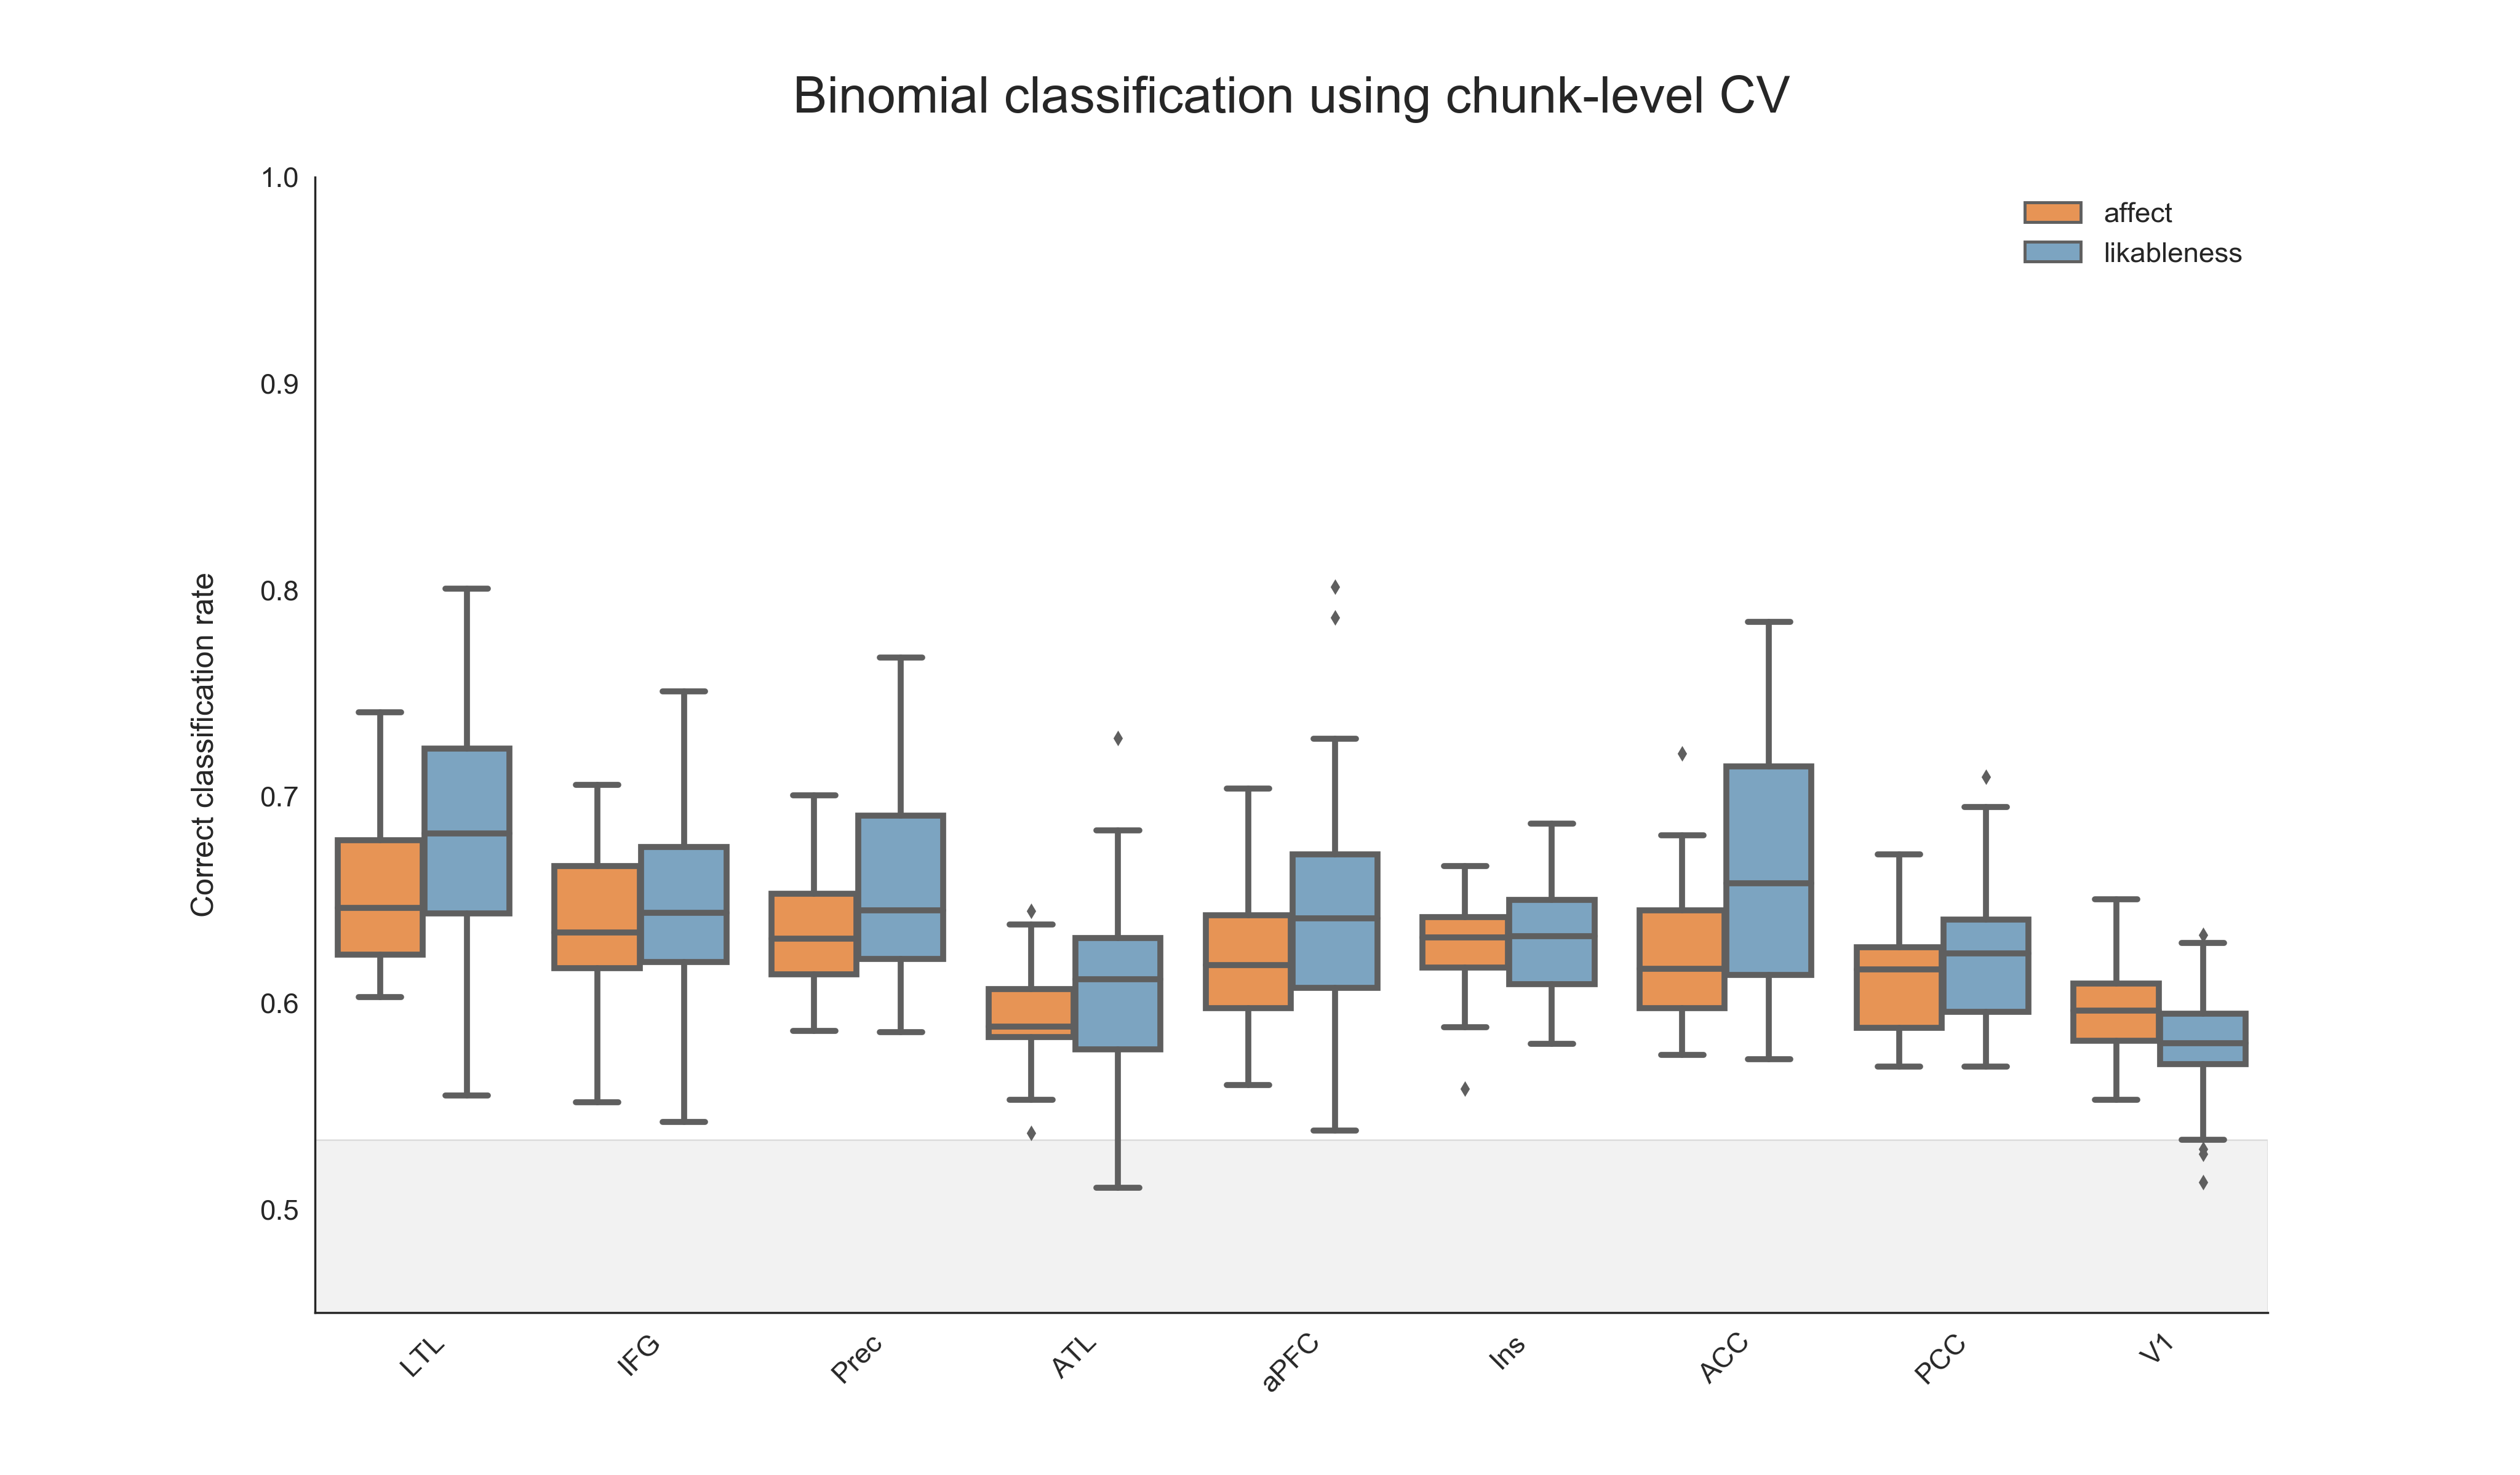 Binomial classification using chunk-level CV
1.0
0.9
0.8
0.7
0.6
0.5
Correct classification rate
affect
likableness
LTL
IFG
Prec
ATL
aPFC
Ins
ACC
PCC
V1